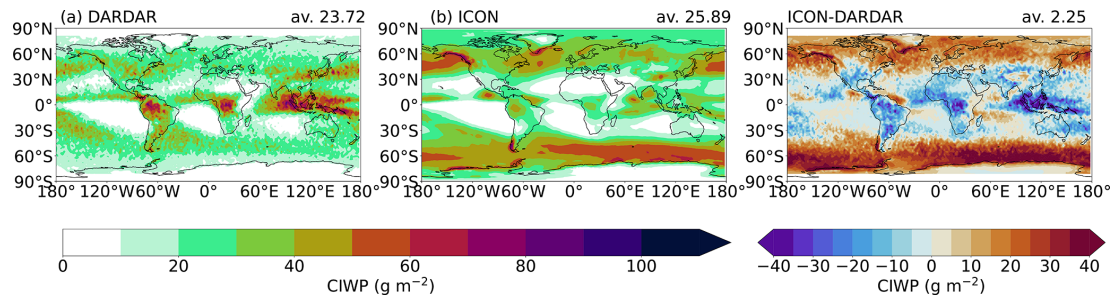 (a) DARDAR av. 23.72
(b) ICON av. 25.89
ICON-DARDAR av. 2.25
90°N
60°N
30°N
0°
30°S
60°S
90°S
180° 120°W 60°W 0° 60°E 120°E 180°
90°N
60°N
30°N
0°
30°S
60°S
90°S
180° 120°W 60°W 0° 60°E 120°E 180°
90°N
60°N
30°N
0°
30°S
60°S
90°S
180° 120°W 60°W 0° 60°E 120°E 180°
0 20 40 60 80 100
CIWP (g m⁻²)
−40 −30 −20 −10 0 10 20 30 40
CIWP (g m⁻²)